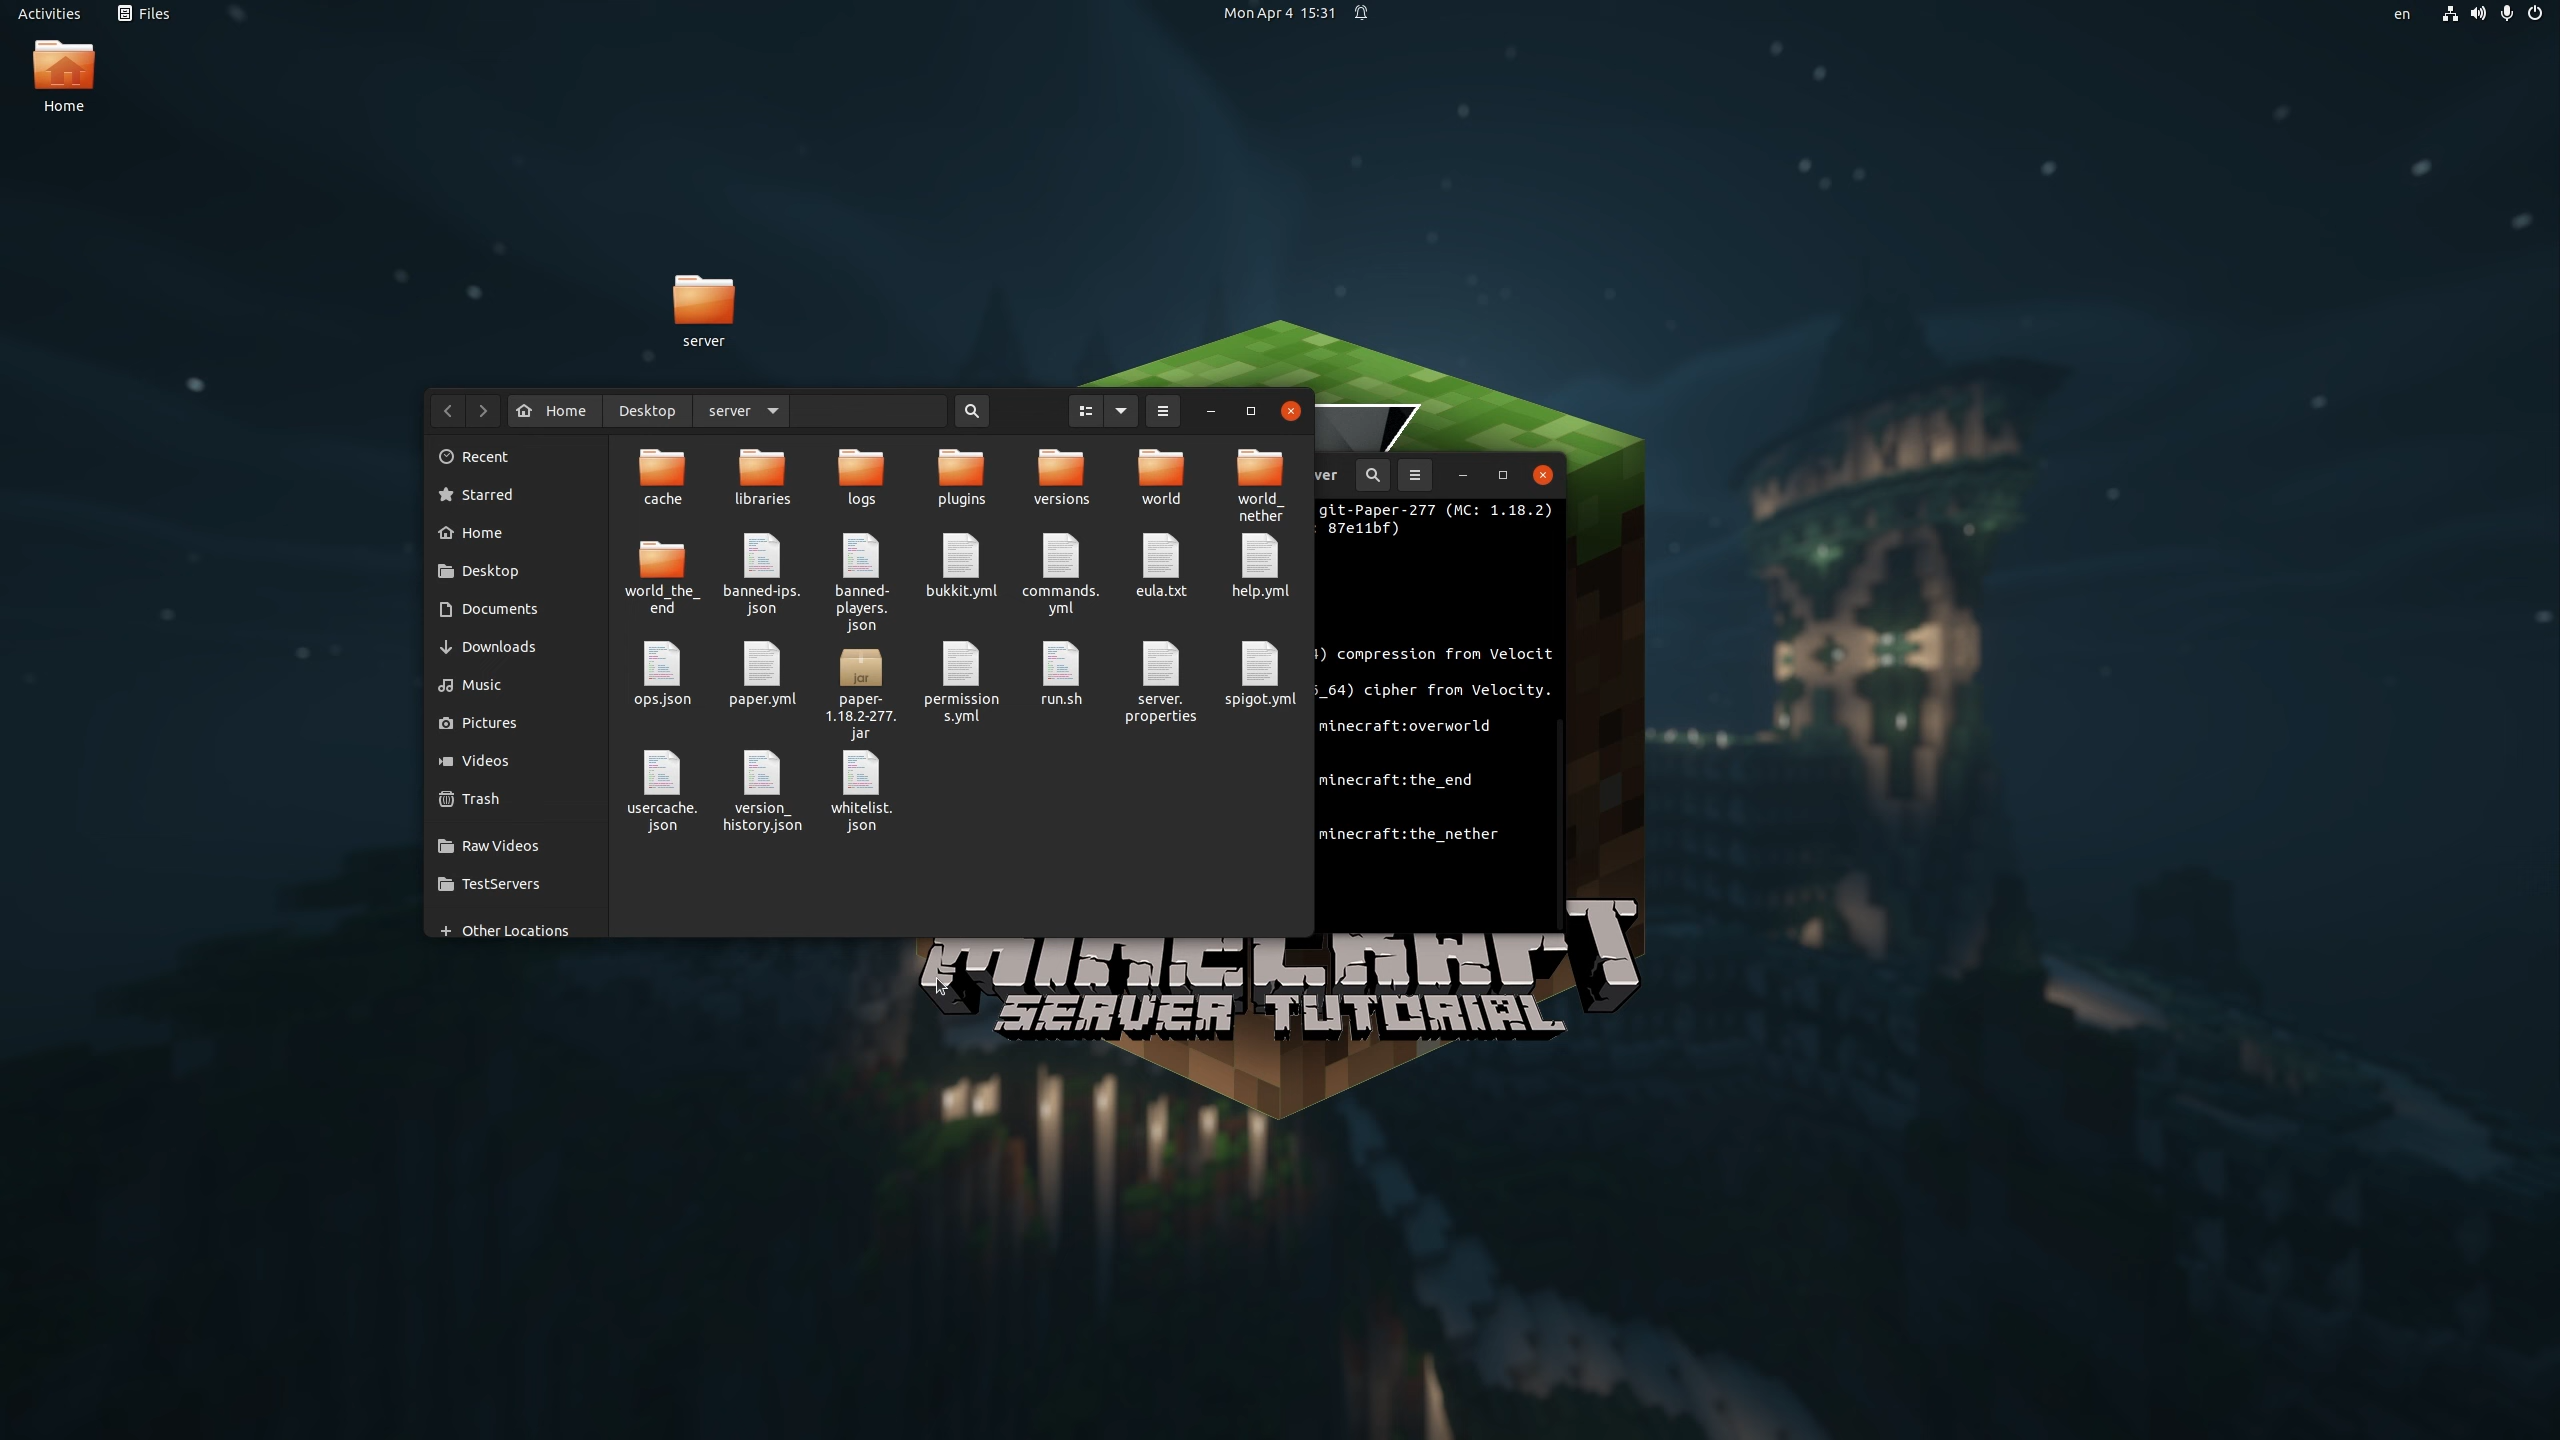 Activities
Files
Mon Apr 4 15:31
en
Home
server
Home
Desktop
server
Recent
Starred
Home
Desktop
Documents
Downloads
Music
Pictures
Videos
Trash
Raw Videos
TestServers
Other Locations
cache
libraries
logs
plugins
versions
world
world_
nether
world_the_
end
banned-ips.
json
banned-
players.
json
bukkit.yml
commands.
yml
eula.txt
help.yml
ops.json
paper.yml
jar
paper-
1.18.2-277.
jar
permission
s.yml
run.sh
server.
properties
spigot.yml
usercache.
json
version_
history.json
whitelist.
json
ver
git-Paper-277 (MC: 1.18.2)
87e11bf)
) compression from Velocit
_64) cipher from Velocity.
minecraft:overworld
minecraft:the_end
minecraft:the_nether
MINECRAFT
SERVER TUTORIAL